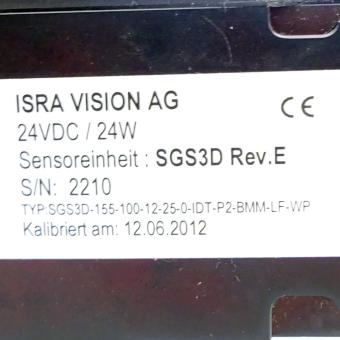 ISRA VISION AG
CE
24VDC / 24W
Sensoreinheit : SGS3D Rev.E
S/N: 2210
TYP:SGS3D-155-100-12-25-0-IDT-P2-BMM-LF-WP
Kalibriert am: 12.06.2012